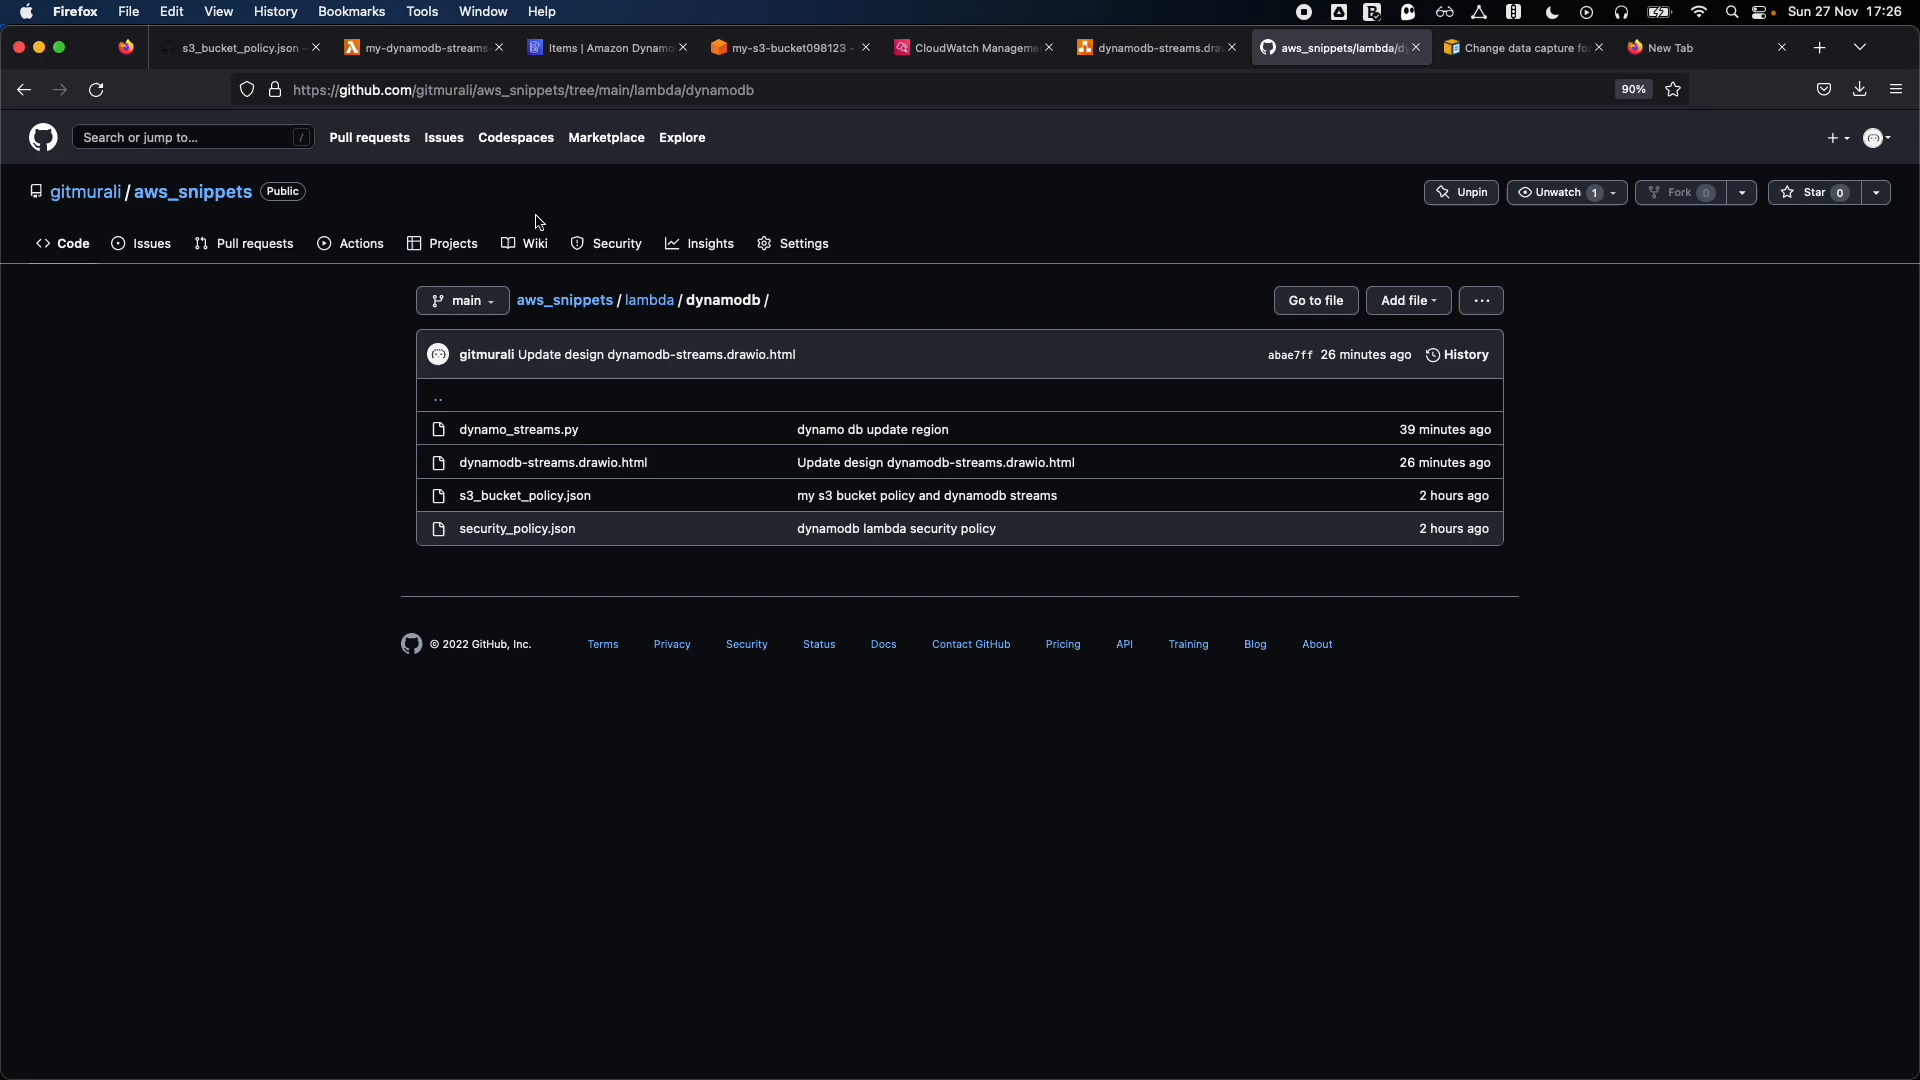 Firefox File Edit View History Bookmarks Tools Window Help Sun 27 Nov 17:26
s3_bucket_policy.json my-dynamodb-streams Items | Amazon Dynam my-s3-bucket098123 CloudWatch Manageme dynamodb-streams.dra aws_snippets/lambda/dy Change data capture fo New Tab
https://github.com/gitmurali/aws_snippets/tree/main/lambda/dynamodb 90%
Search or jump to... / Pull requests Issues Codespaces Marketplace Explore
gitmurali / aws_snippets Public Unpin Unwatch 1 Fork 0 Star 0
Code Issues Pull requests Actions Projects Wiki Security Insights Settings
main aws_snippets / lambda / dynamodb / Go to file Add file ...
gitmurali Update design dynamodb-streams.drawio.html abae7ff 26 minutes ago History
..
dynamo_streams.py dynamo db update region 39 minutes ago
dynamodb-streams.drawio.html Update design dynamodb-streams.drawio.html 26 minutes ago
s3_bucket_policy.json my s3 bucket policy and dynamodb streams 2 hours ago
security_policy.json dynamodb lambda security policy 2 hours ago
© 2022 GitHub, Inc. Terms Privacy Security Status Docs Contact GitHub Pricing API Training Blog About